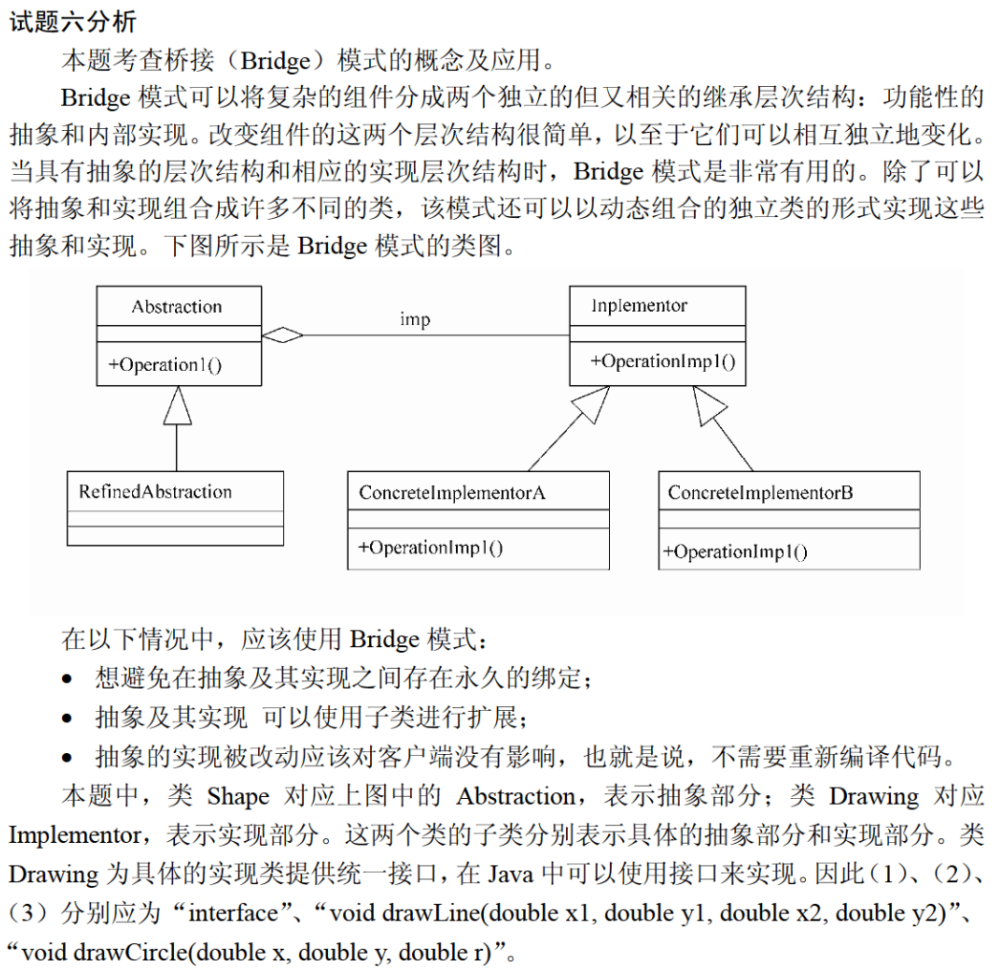 试题六分析
本题考查桥接（Bridge）模式的概念及应用。
Bridge 模式可以将复杂的组件分成两个独立的但又相关的继承层次结构：功能性的
抽象和内部实现。改变组件的这两个层次结构很简单，以至于它们可以相互独立地变化。
当具有抽象的层次结构和相应的实现层次结构时，Bridge 模式是非常有用的。除了可以
将抽象和实现组合成许多不同的类，该模式还可以以动态组合的独立类的形式实现这些
抽象和实现。下图所示是 Bridge 模式的类图。
Abstraction
+Operation1()
imp
Inplementor
+OperationImp1()
RefinedAbstraction
ConcreteImplementorA
+OperationImp1()
ConcreteImplementorB
+OperationImp1()
在以下情况中，应该使用 Bridge 模式：
• 想避免在抽象及其实现之间存在永久的绑定；
• 抽象及其实现 可以使用子类进行扩展；
• 抽象的实现被改动应该对客户端没有影响，也就是说，不需要重新编译代码。
本题中，类 Shape 对应上图中的 Abstraction，表示抽象部分；类 Drawing 对应
Implementor，表示实现部分。这两个类的子类分别表示具体的抽象部分和实现部分。类
Drawing 为具体的实现类提供统一接口，在 Java 中可以使用接口来实现。因此（1）、（2）、
（3）分别应为“interface”、“void drawLine(double x1, double y1, double x2, double y2)”、
“void drawCircle(double x, double y, double r)”。